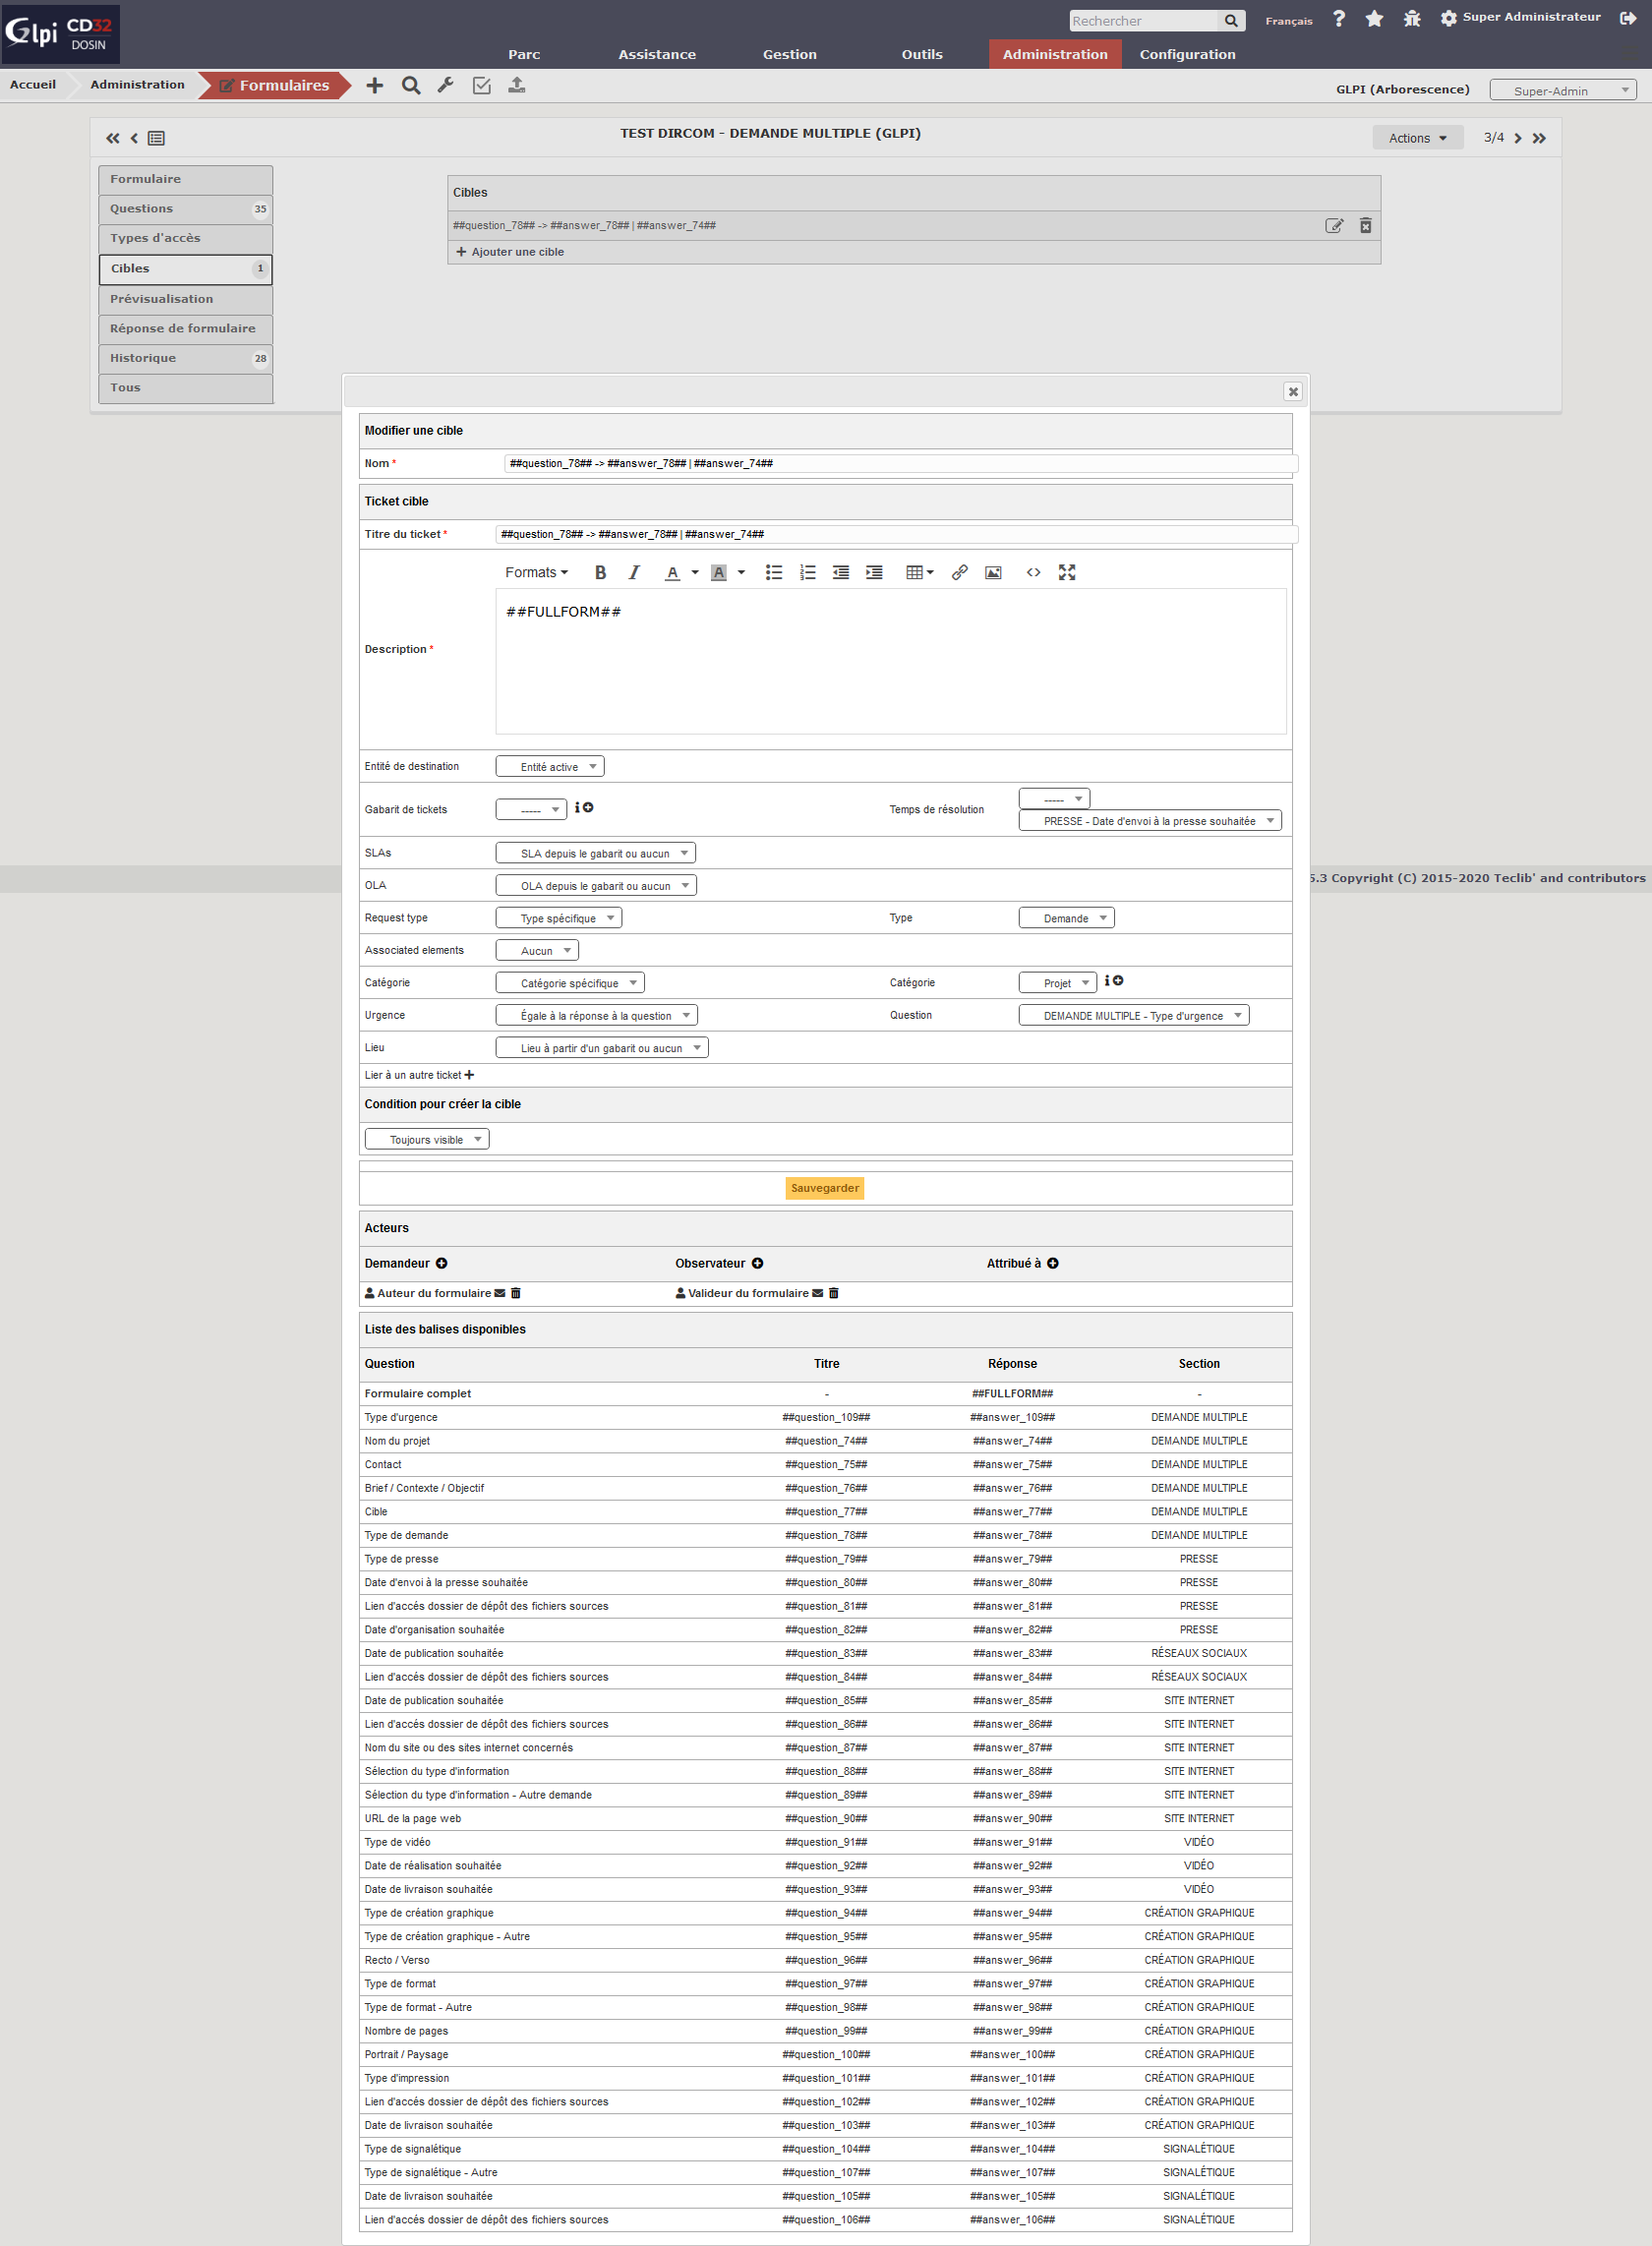 Glpi CD32 DOSIN
Rechercher Français Super Administrateur
Parc Assistance Gestion Outils Administration Configuration
Accueil Administration Formulaires GLPI (Arborescence) Super-Admin
TEST DIRCOM - DEMANDE MULTIPLE (GLPI) Actions 3/4
Formulaire
Questions 35
Types d'accès
Cibles 1
Prévisualisation
Réponse de formulaire
Historique 28
Tous
Cibles
##question_78## -> ##answer_78## | ##answer_74##
Ajouter une cible
Modifier une cible
Nom * ##question_78## -> ##answer_78## | ##answer_74##
Ticket cible
Titre du ticket * ##question_78## -> ##answer_78## | ##answer_74##
Formats B I A A
##FULLFORM##
Description *
Entité de destination Entité active
Gabarit de tickets ----- Temps de résolution -----
PRESSE - Date d'envoi à la presse souhaitée
SLAs SLA depuis le gabarit ou aucun
5.3 Copyright (C) 2015-2020 Teclib' and contributors
OLA OLA depuis le gabarit ou aucun
Request type Type spécifique Type Demande
Associated elements Aucun
Catégorie Catégorie spécifique Catégorie Projet
Urgence Égale à la réponse à la question Question DEMANDE MULTIPLE - Type d'urgence
Lieu Lieu à partir d'un gabarit ou aucun
Lier à un autre ticket
Condition pour créer la cible
Toujours visible
Sauvegarder
Acteurs
Demandeur Observateur Attribué à
Auteur du formulaire Valideur du formulaire
Liste des balises disponibles
Question Titre Réponse Section
Formulaire complet - ##FULLFORM## -
Type d'urgence ##question_109## ##answer_109## DEMANDE MULTIPLE
Nom du projet ##question_74## ##answer_74## DEMANDE MULTIPLE
Contact ##question_75## ##answer_75## DEMANDE MULTIPLE
Brief / Contexte / Objectif ##question_76## ##answer_76## DEMANDE MULTIPLE
Cible ##question_77## ##answer_77## DEMANDE MULTIPLE
Type de demande ##question_78## ##answer_78## DEMANDE MULTIPLE
Type de presse ##question_79## ##answer_79## PRESSE
Date d'envoi à la presse souhaitée ##question_80## ##answer_80## PRESSE
Lien d'accés dossier de dépôt des fichiers sources ##question_81## ##answer_81## PRESSE
Date d'organisation souhaitée ##question_82## ##answer_82## PRESSE
Date de publication souhaitée ##question_83## ##answer_83## RÉSEAUX SOCIAUX
Lien d'accés dossier de dépôt des fichiers sources ##question_84## ##answer_84## RÉSEAUX SOCIAUX
Date de publication souhaitée ##question_85## ##answer_85## SITE INTERNET
Lien d'accés dossier de dépôt des fichiers sources ##question_86## ##answer_86## SITE INTERNET
Nom du site ou des sites internet concernés ##question_87## ##answer_87## SITE INTERNET
Sélection du type d'information ##question_88## ##answer_88## SITE INTERNET
Sélection du type d'information - Autre demande ##question_89## ##answer_89## SITE INTERNET
URL de la page web ##question_90## ##answer_90## SITE INTERNET
Type de vidéo ##question_91## ##answer_91## VIDÉO
Date de réalisation souhaitée ##question_92## ##answer_92## VIDÉO
Date de livraison souhaitée ##question_93## ##answer_93## VIDÉO
Type de création graphique ##question_94## ##answer_94## CRÉATION GRAPHIQUE
Type de création graphique - Autre ##question_95## ##answer_95## CRÉATION GRAPHIQUE
Recto / Verso ##question_96## ##answer_96## CRÉATION GRAPHIQUE
Type de format ##question_97## ##answer_97## CRÉATION GRAPHIQUE
Type de format - Autre ##question_98## ##answer_98## CRÉATION GRAPHIQUE
Nombre de pages ##question_99## ##answer_99## CRÉATION GRAPHIQUE
Portrait / Paysage ##question_100## ##answer_100## CRÉATION GRAPHIQUE
Type d'impression ##question_101## ##answer_101## CRÉATION GRAPHIQUE
Lien d'accés dossier de dépôt des fichiers sources ##question_102## ##answer_102## CRÉATION GRAPHIQUE
Date de livraison souhaitée ##question_103## ##answer_103## CRÉATION GRAPHIQUE
Type de signalétique ##question_104## ##answer_104## SIGNALÉTIQUE
Type de signalétique - Autre ##question_107## ##answer_107## SIGNALÉTIQUE
Date de livraison souhaitée ##question_105## ##answer_105## SIGNALÉTIQUE
Lien d'accés dossier de dépôt des fichiers sources ##question_106## ##answer_106## SIGNALÉTIQUE